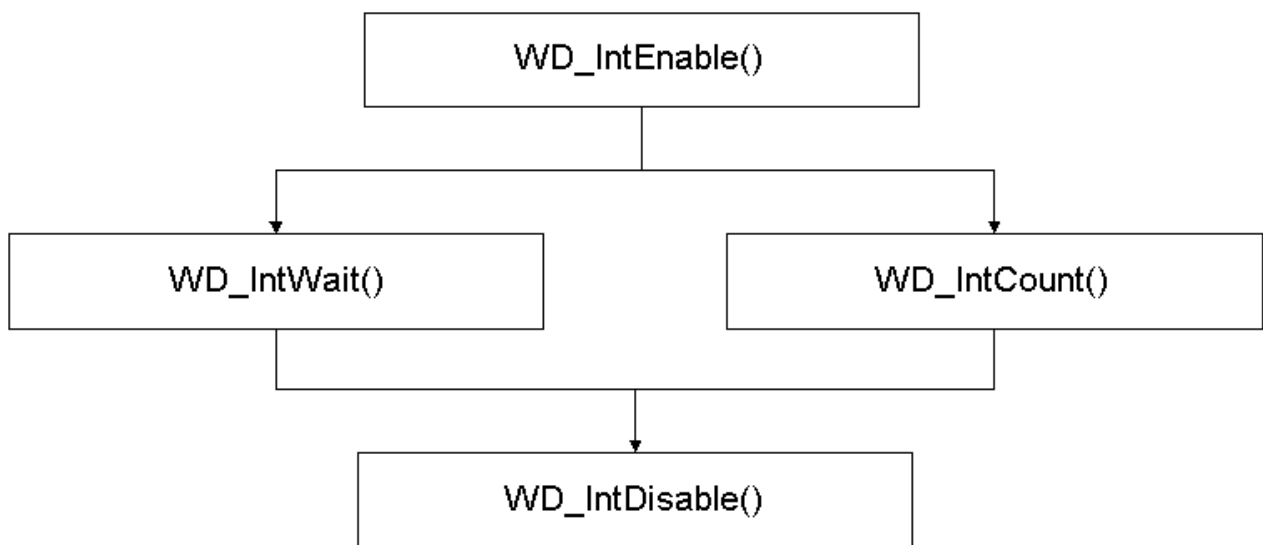 WD_IntEnable()
WD_IntWait()
WD_IntCount()
WD_IntDisable()